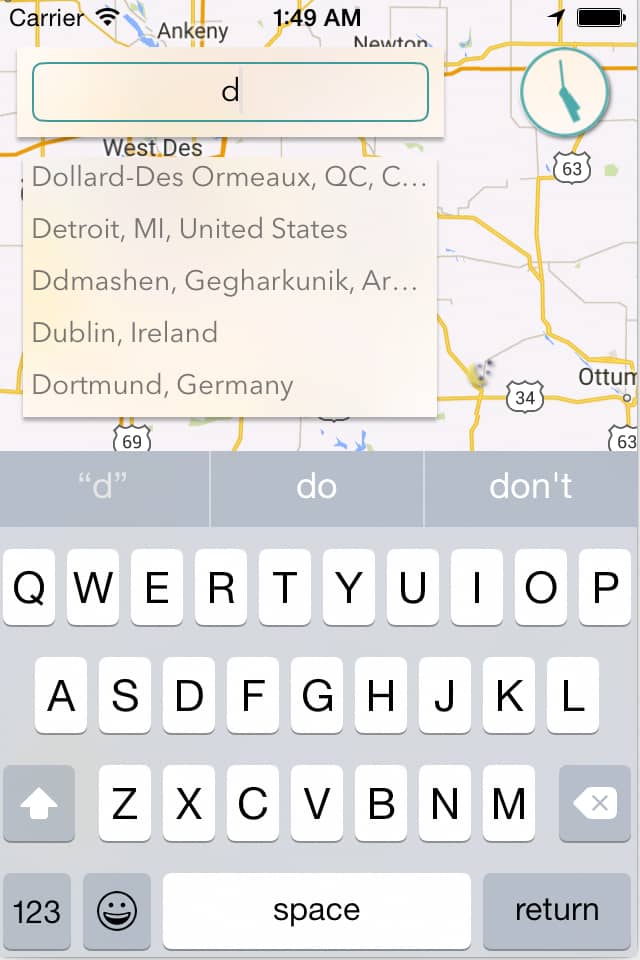 Carrier 1:49 AM
Ankeny
Newton
d
West Des
63
Dollard-Des Ormeaux, QC, C...
Detroit, MI, United States
Ddmashen, Gegharkunik, Ar...
Dublin, Ireland
Dortmund, Germany
Ottum
34
69
63
“d” do don't
Q W E R T Y U I O P
A S D F G H J K L
Z X C V B N M
123 space return